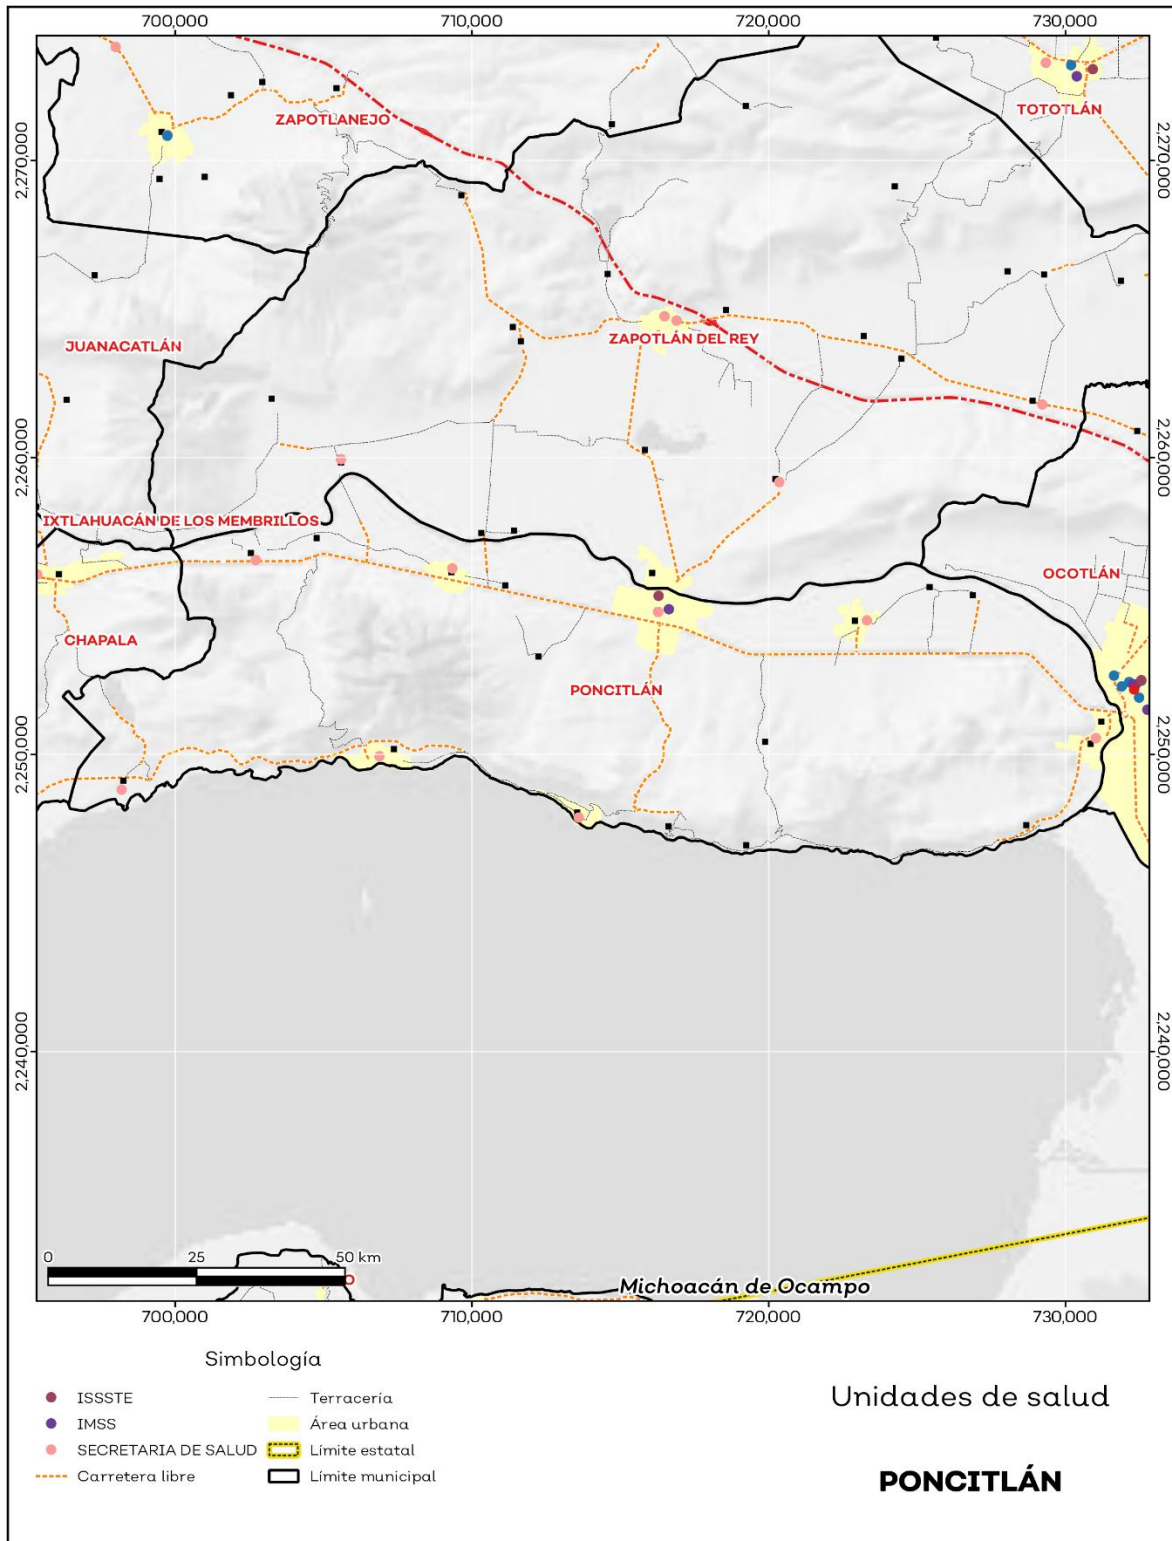 700,000
710,000
720,000
730,000
TOTOTLÁN
ZAPOTLANEJO
2,270,000
2,270,000
ZAPOTLÁN DEL REY
JUANACATLÁN
2,260,000
2,260,000
IXTLAHUACÁN DE LOS MEMBRILLOS
OCOTLÁN
CHAPALA
PONCITLÁN
2,250,000
2,250,000
2,240,000
2,240,000
0
25
50 km
Michoacán de Ocampo
700,000
710,000
720,000
730,000
Simbología
ISSSTE
IMSS
SECRETARIA DE SALUD
Carretera libre
Terracería
Área urbana
Límite estatal
Límite municipal
Unidades de salud
PONCITLÁN